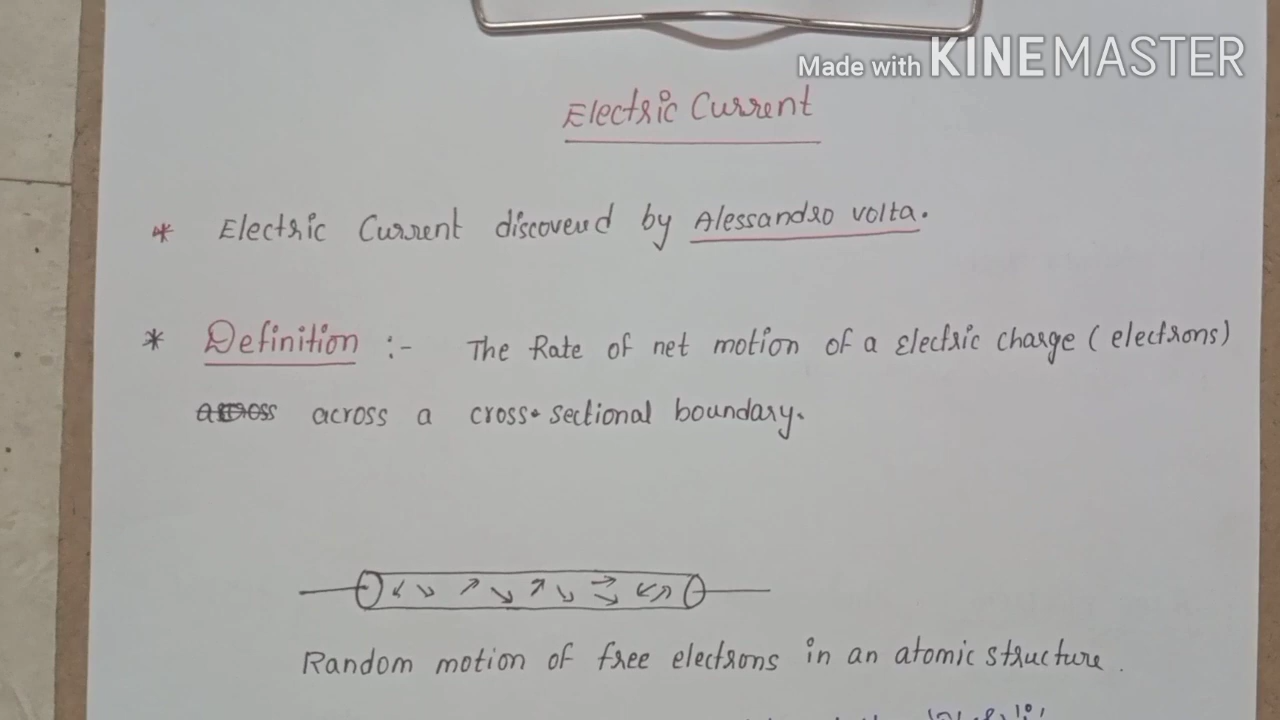 Made with KINEMASTER
Electric Current
* Electric Current discovered by Alessandro volta.
* Definition :- The Rate of net motion of a Electric charge (electrons)
across across a cross-sectional boundary.
Random motion of free electrons in an atomic structure.